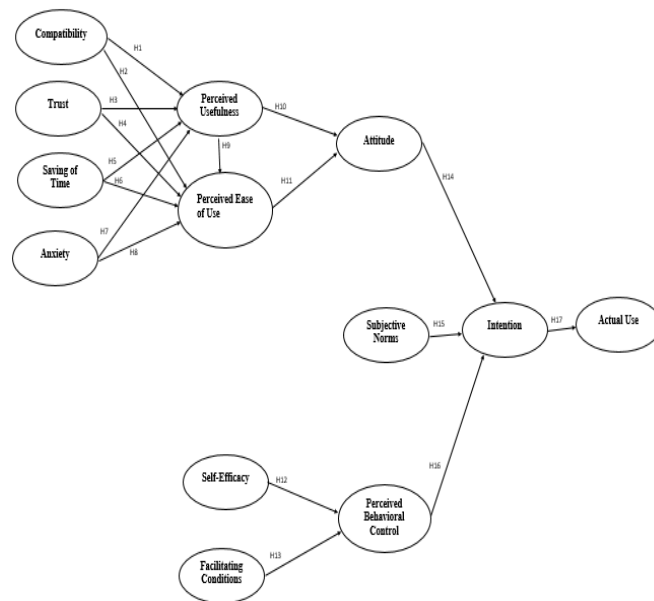 Compatibility
H1
H2
Trust
H3
H4
Perceived
Usefulness
H10
H9
Attitude
Saving of
Time
H5
H6
Perceived Ease
of Use
H11
H14
Anxiety
H7
H8
Subjective
Norms
H15
Intention
H17
Actual Use
H16
Self-Efficacy
H12
Perceived
Behavioral
Control
H13
Facilitating
Conditions